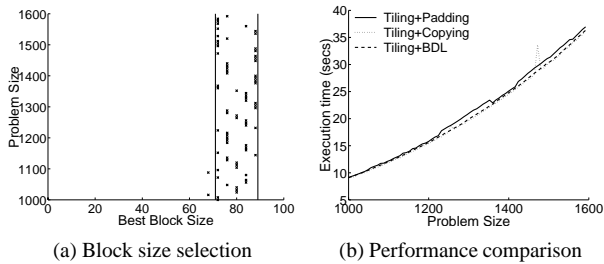 1600
1500
1400
1300
1200
1100
1000
Problem Size
0 20 40 60 80 100
Best Block Size
(a) Block size selection
40
35
30
25
20
15
10
5
Execution time (secs)
Tiling+Padding
Tiling+Copying
Tiling+BDL
1000 1200 1400 1600
Problem Size
(b) Performance comparison